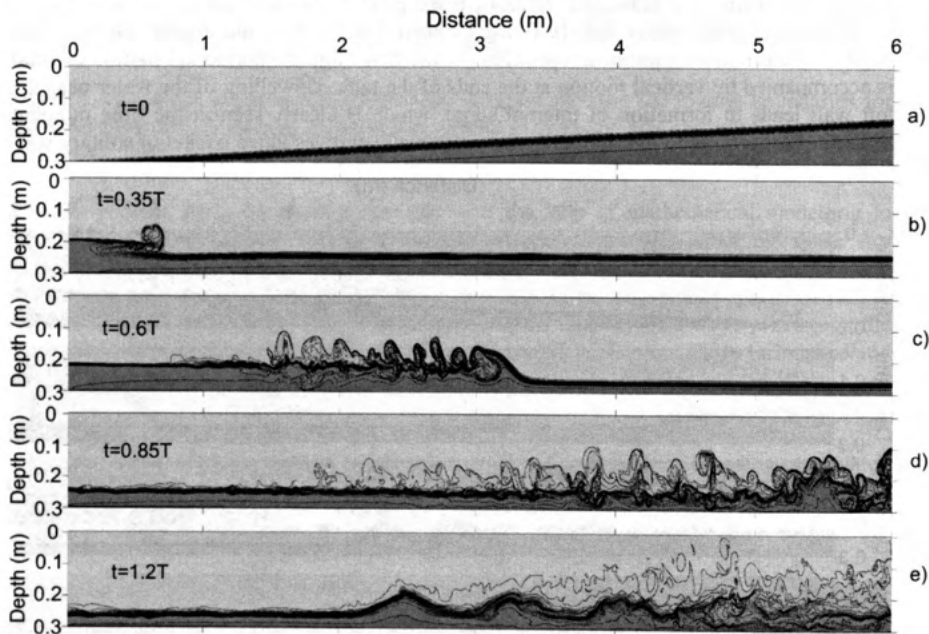 Distance (m)
0 1 2 3 4 5 6
Depth (cm)
0
0.1
0.2
0.3
t=0
a)
Depth (m)
0
0.1
0.2
0.3
t=0.35T
b)
Depth (m)
0
0.1
0.2
0.3
t=0.6T
c)
Depth (m)
0
0.1
0.2
0.3
t=0.85T
d)
Depth (m)
0
0.1
0.2
0.3
t=1.2T
e)